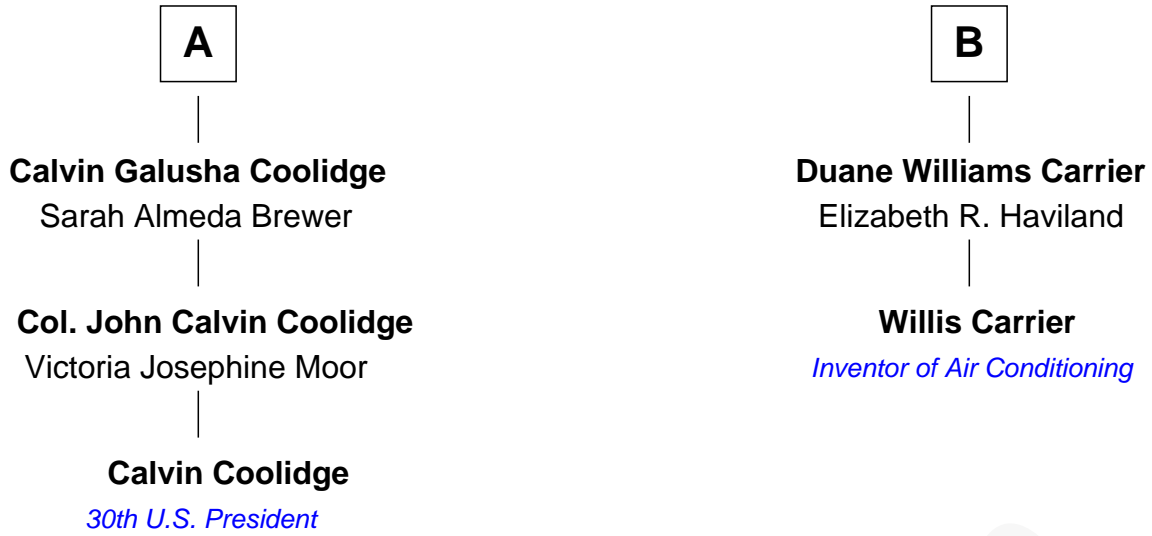 A
Calvin Galusha Coolidge
Sarah Almeda Brewer
Col. John Calvin Coolidge
Victoria Josephine Moor
Calvin Coolidge
30th U.S. President
B
Duane Williams Carrier
Elizabeth R. Haviland
Willis Carrier
Inventor of Air Conditioning